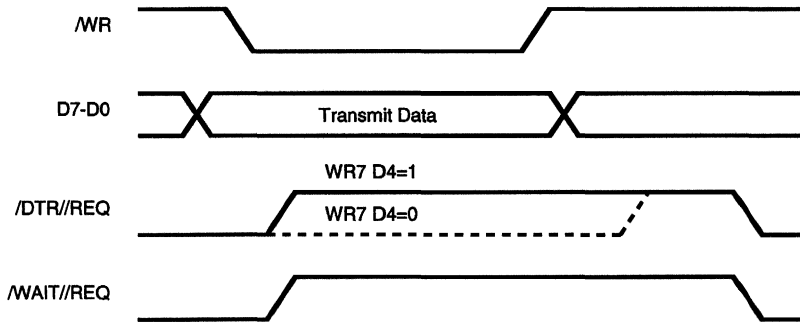 /WR
D7-D0
Transmit Data
WR7 D4=1
/DTR//REQ
WR7 D4=0
/WAIT//REQ